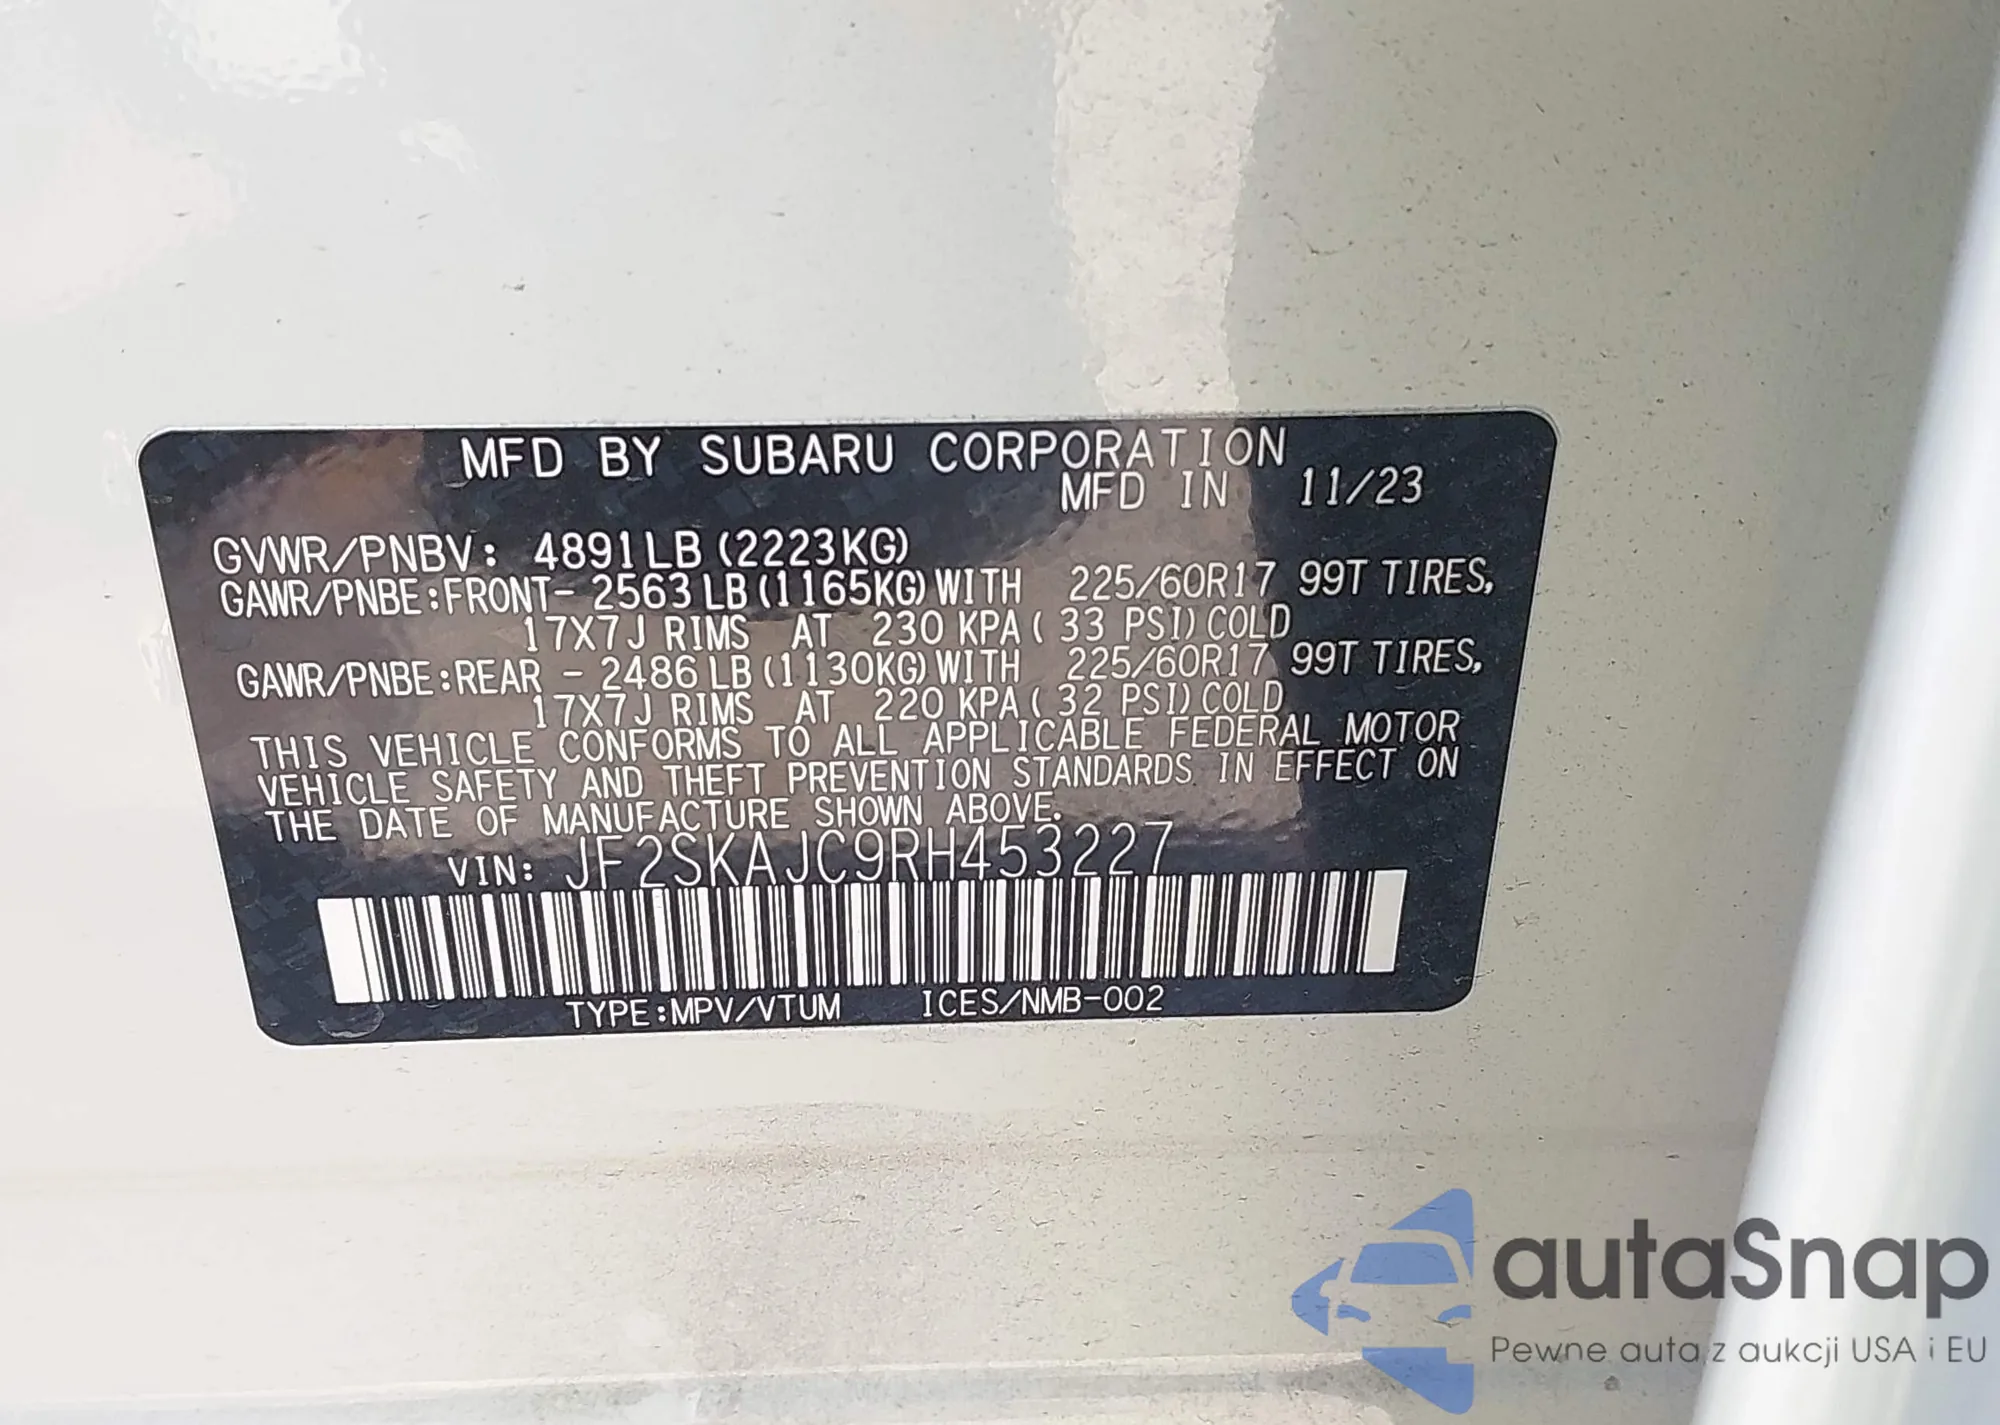 MFD BY SUBARU CORPORATION
MFD IN 11/23
GVWR/PNBV: 4891LB (2223KG)
GAWR/PNBE:FRONT- 2563 LB (1165KG) WITH 225/60R17 99T TIRES,
17X7J RIMS AT 230 KPA ( 33 PSI) COLD
GAWR/PNBE:REAR - 2486 LB (1130KG) WITH 225/60R17 99T TIRES,
17X7J RIMS AT 220 KPA ( 32 PSI) COLD
THIS VEHICLE CONFORMS TO ALL APPLICABLE FEDERAL MOTOR
VEHICLE SAFETY AND THEFT PREVENTION STANDARDS IN EFFECT ON
THE DATE OF MANUFACTURE SHOWN ABOVE.
VIN: JF2SKAJC9RH453227
TYPE:MPV/VTUM ICES/NMB-002
autaSnap
Pewne auta z aukcji USA i EU